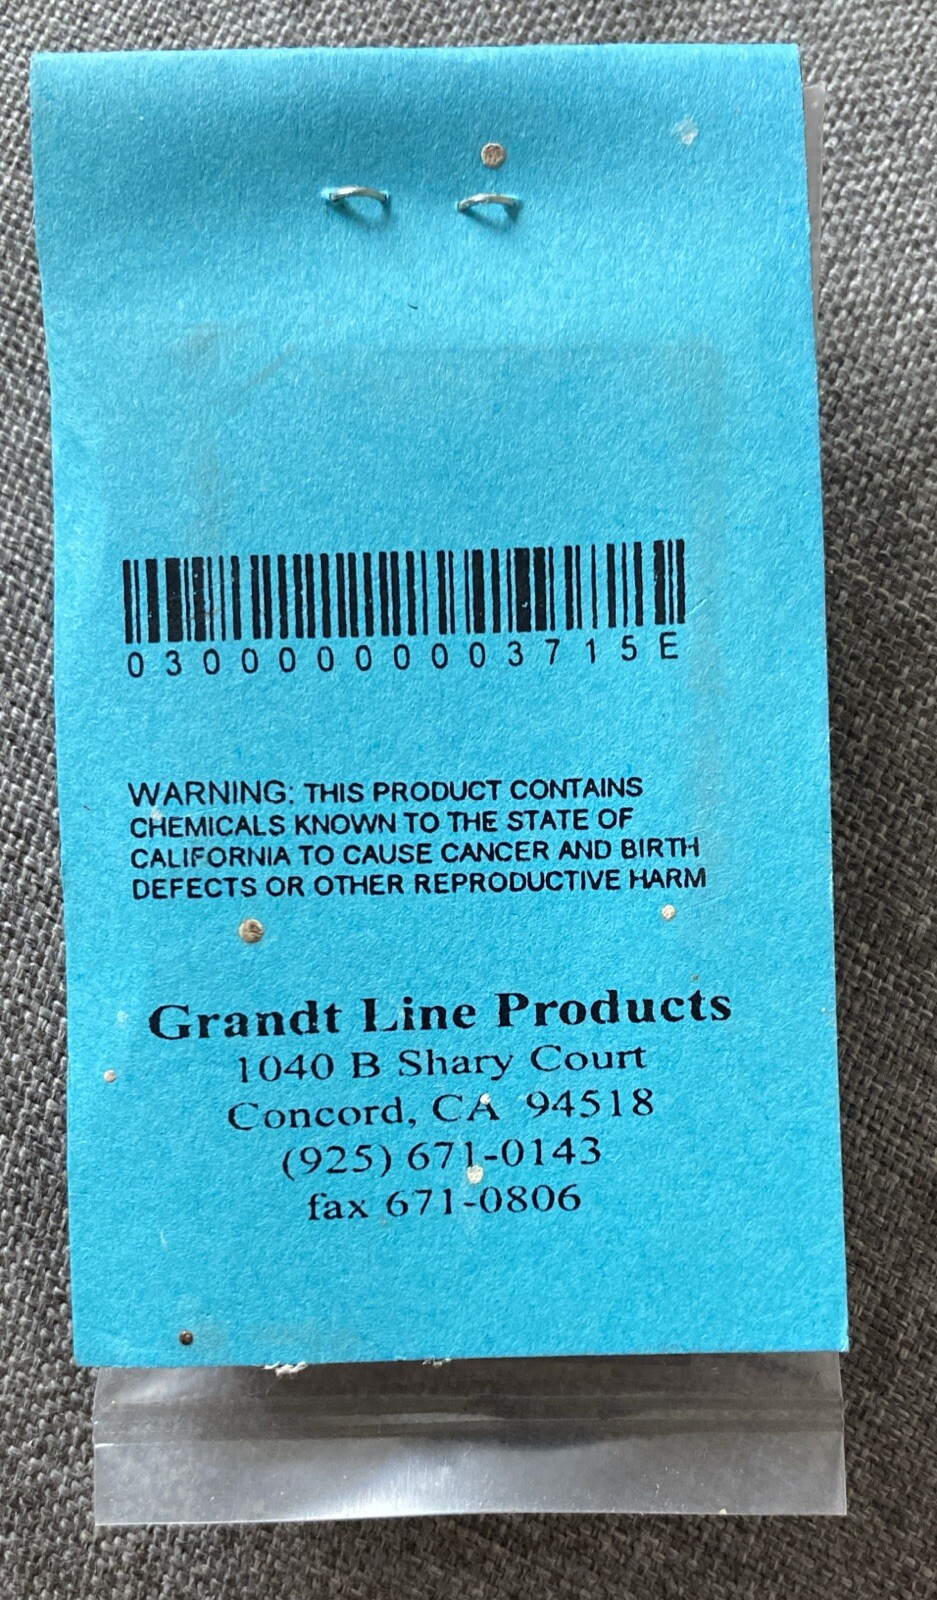 0300000003715E
WARNING: THIS PRODUCT CONTAINS
CHEMICALS KNOWN TO THE STATE OF
CALIFORNIA TO CAUSE CANCER AND BIRTH
DEFECTS OR OTHER REPRODUCTIVE HARM
Grandt Line Products
1040 B Shary Court
Concord, CA 94518
(925) 671-0143
fax 671-0806